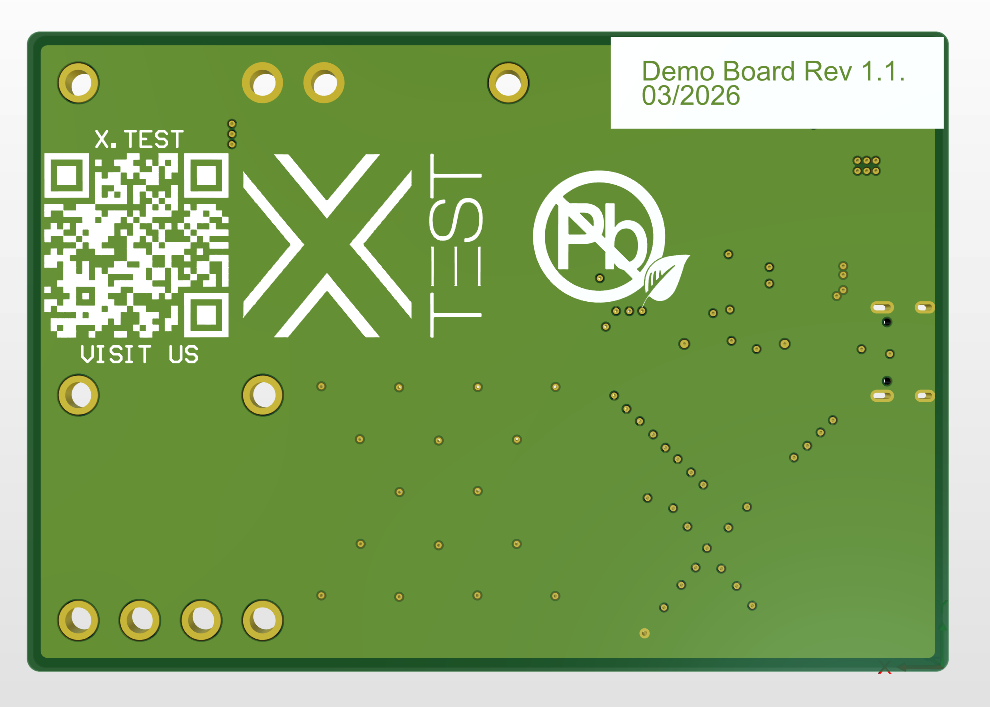 Demo Board Rev 1.1.
03/2026
X.TEST
X
TEST
Pb
VISIT US
X